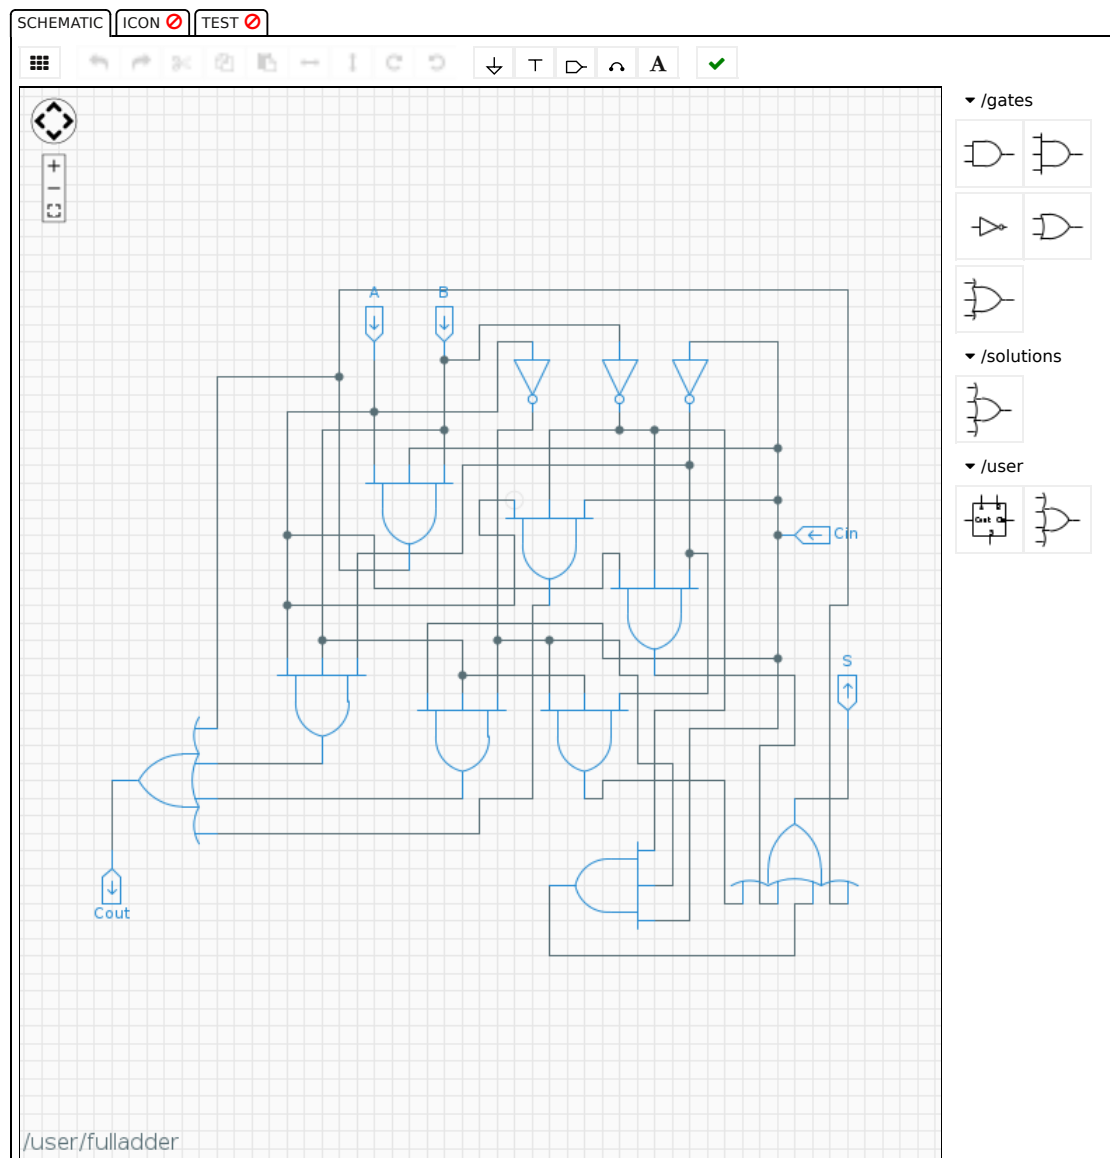 SCHEMATIC
ICON
TEST
A
/gates
/solutions
/user
A
B
Cin
S
Cout
/user/fulladder